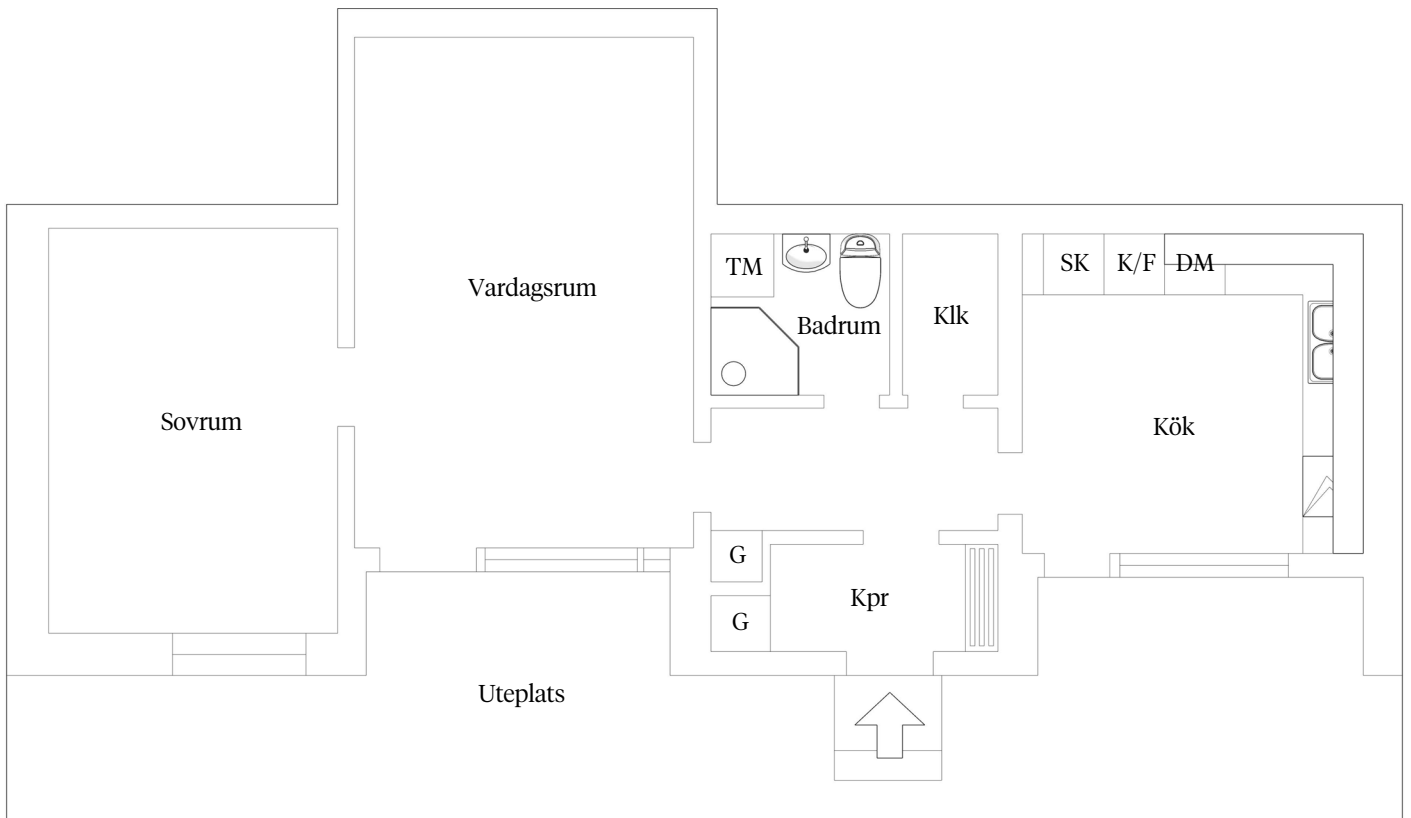 SK
K/F
DM
TM
Vardagsrum
Klk
Badrum
Sovrum
Kök
G
Kpr
G
Uteplats